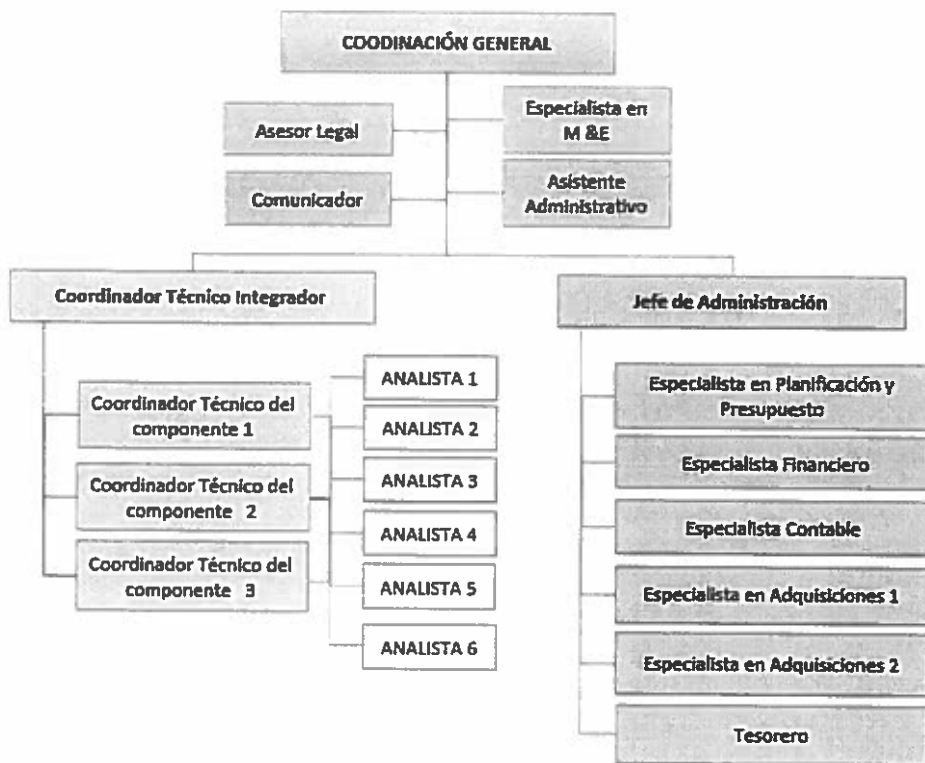 COODINACIÓN GENERAL
Asesor Legal
Especialista en
M &E
Comunicador
Asistente
Administrativo
Coordinador Técnico Integrador
Jefe de Administración
Coordinador Técnico del
componente 1
Coordinador Técnico del
componente 2
Coordinador Técnico del
componente 3
ANALISTA 1
ANALISTA 2
ANALISTA 3
ANALISTA 4
ANALISTA 5
ANALISTA 6
Especialista en Planificación y
Presupuesto
Especialista Financiero
Especialista Contable
Especialista en Adquisiciones 1
Especialista en Adquisiciones 2
Tesorero